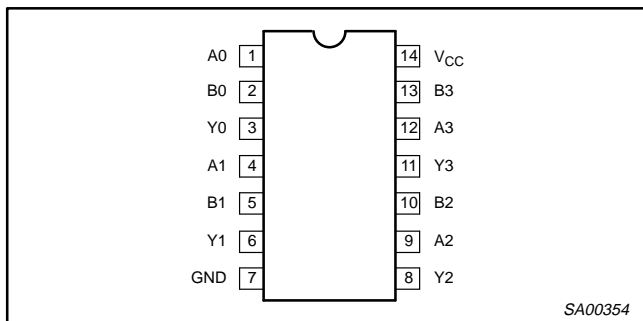 A0 1 14 VCC
B0 2 13 B3
Y0 3 12 A3
A1 4 11 Y3
B1 5 10 B2
Y1 6 9 A2
GND 7 8 Y2
SA00354